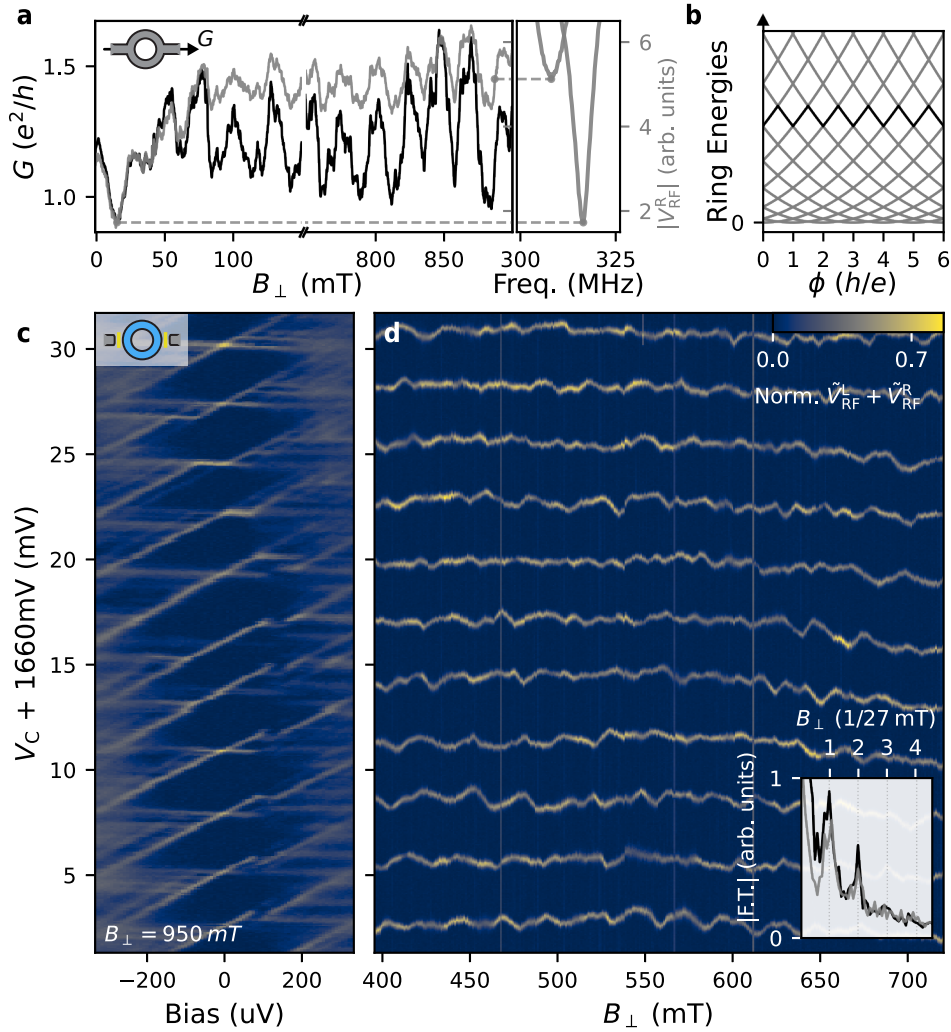 a
G
G (e²/h)
1.5
1.0
0 50 100 800 850
B⊥ (mT)
6
4
2
|V^R_RF| (arb. units)
300 325
Freq. (MHz)
b
Ring Energies
0
0 1 2 3 4 5 6
ϕ (h/e)
c
V_C + 1660mV (mV)
30
25
20
15
10
5
B⊥ = 950 mT
−200 0 200
Bias (uV)
d
0.0 0.7
Norm. Ṽ^L_RF + Ṽ^R_RF
B⊥ (1/27 mT)
1 2 3 4
|F.T.| (arb. units)
1
0
400 450 500 550 600 650 700
B⊥ (mT)